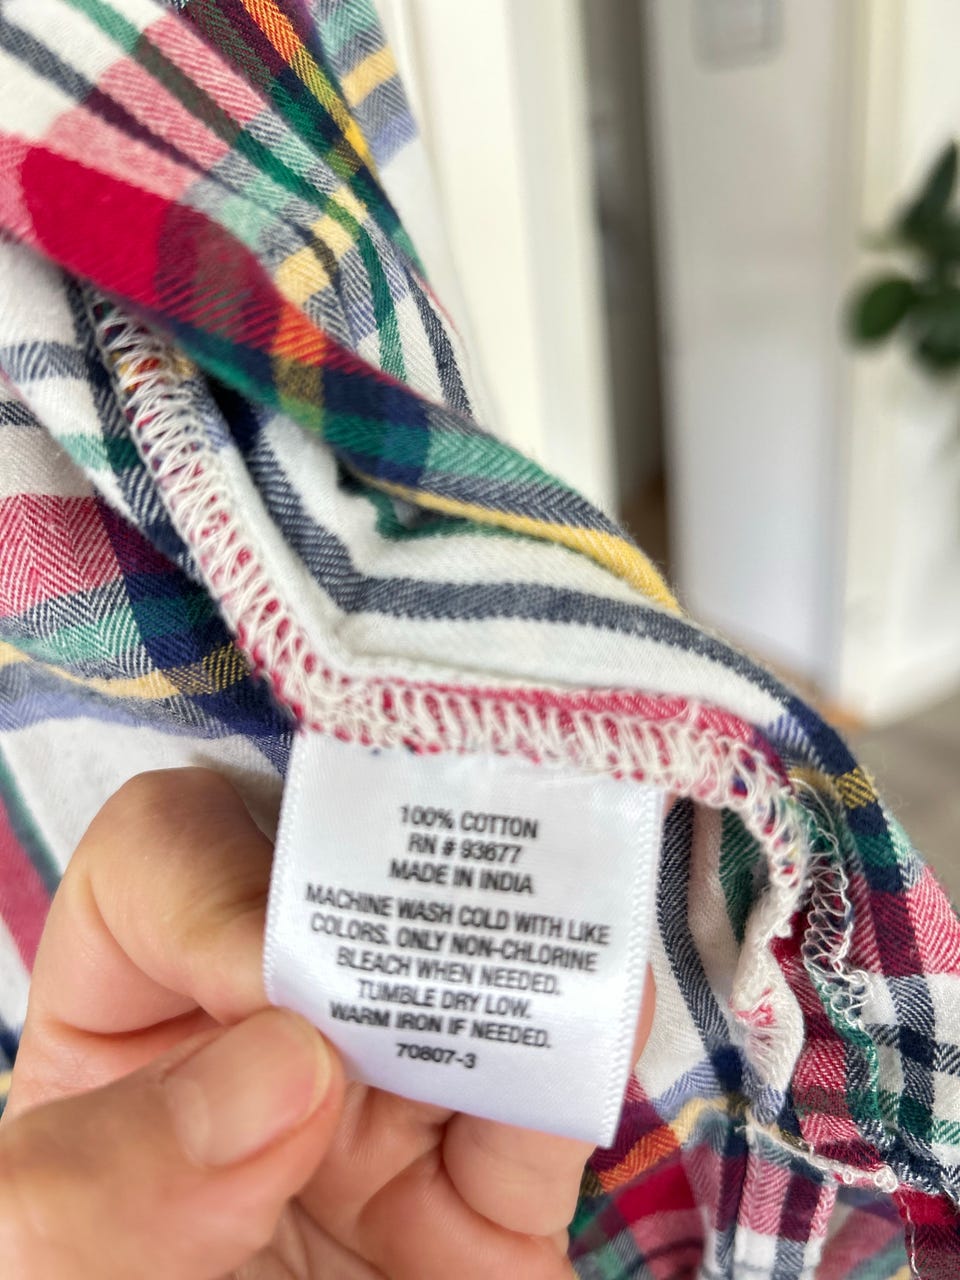 100% COTTON
RN # 93677
MADE IN INDIA
MACHINE WASH COLD WITH LIKE
COLORS. ONLY NON-CHLORINE
BLEACH WHEN NEEDED.
TUMBLE DRY LOW.
WARM IRON IF NEEDED.
70807-3